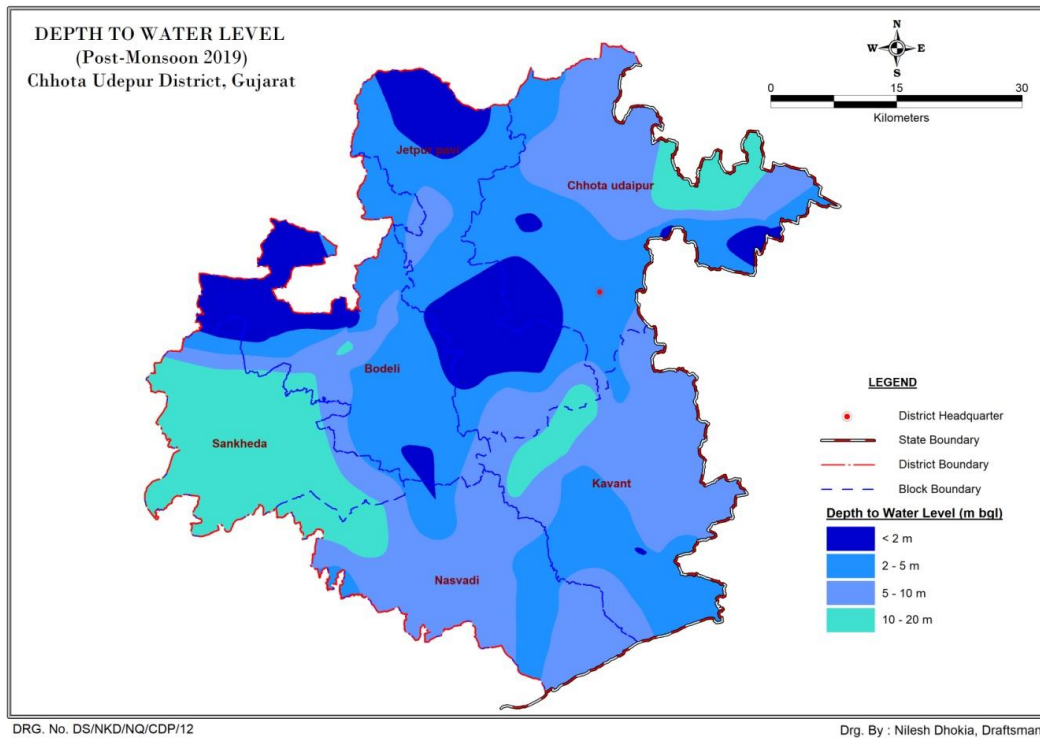 DEPTH TO WATER LEVEL
(Post-Monsoon 2019)
Chhota Udepur District, Gujarat
N
W E
S
0 15 30
Kilometers
Jetpur pavi
Chhota udaipur
Bodeli
Sankheda
Kavant
Nasvadi
LEGEND
District Headquarter
State Boundary
District Boundary
Block Boundary
Depth to Water Level (m bgl)
< 2 m
2 - 5 m
5 - 10 m
10 - 20 m
DRG. No. DS/NKD/NQ/CDP/12
Drg. By : Nilesh Dhokia, Draftsman